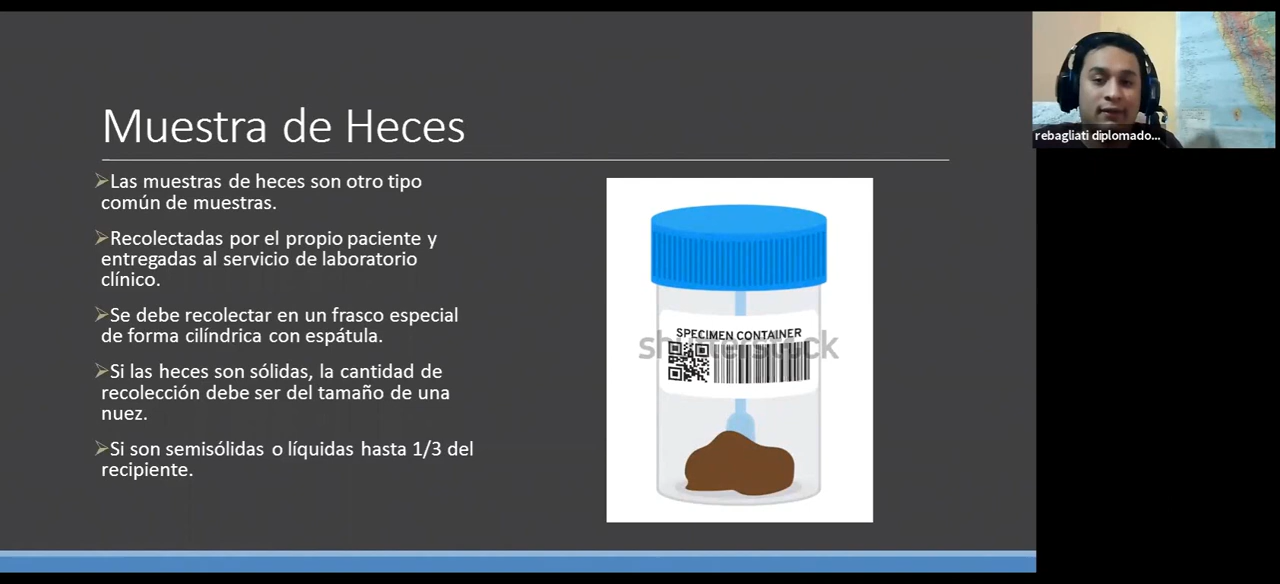 Muestra de Heces
➢Las muestras de heces son otro tipo
común de muestras.
➢Recolectadas por el propio paciente y
entregadas al servicio de laboratorio
clínico.
➢Se debe recolectar en un frasco especial
de forma cilíndrica con espátula.
➢Si las heces son sólidas, la cantidad de
recolección debe ser del tamaño de una
nuez.
➢Si son semisólidas o líquidas hasta 1/3 del
recipiente.
SPECIMEN CONTAINER
shutterstock
rebagliati diplomado...